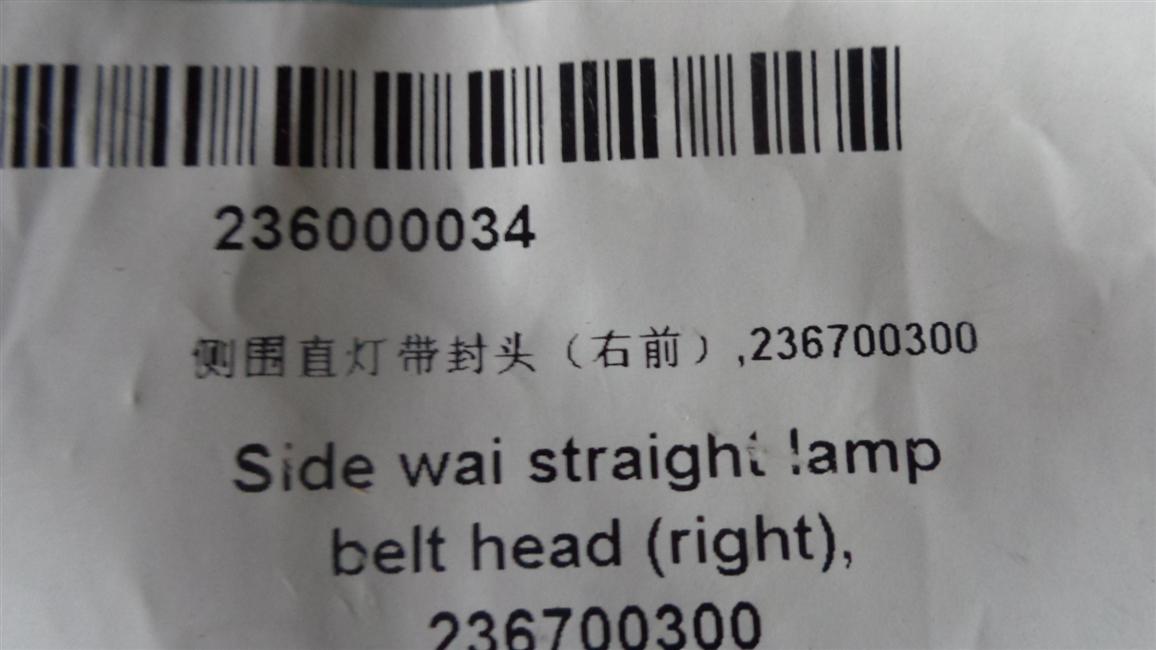 236000034
侧围直灯带封头（右前）,236700300
Side wai straight lamp
belt head (right),
236700300